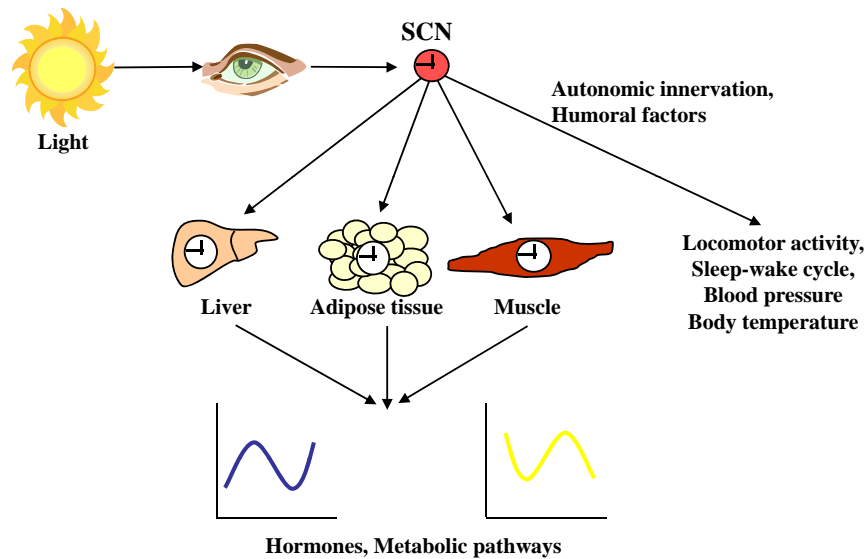 SCN
Light
Autonomic innervation,
Humoral factors
Locomotor activity,
Sleep-wake cycle,
Blood pressure
Body temperature
Liver
Adipose tissue
Muscle
Hormones, Metabolic pathways